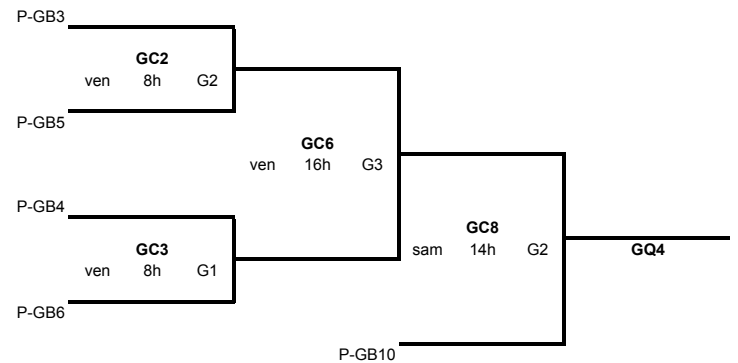 P-GB3
GC2
ven 8h G2
P-GB5
GC6
ven 16h G3
P-GB4
GC8
GC3
sam 14h G2 GQ4
ven 8h G1
P-GB6
P-GB10